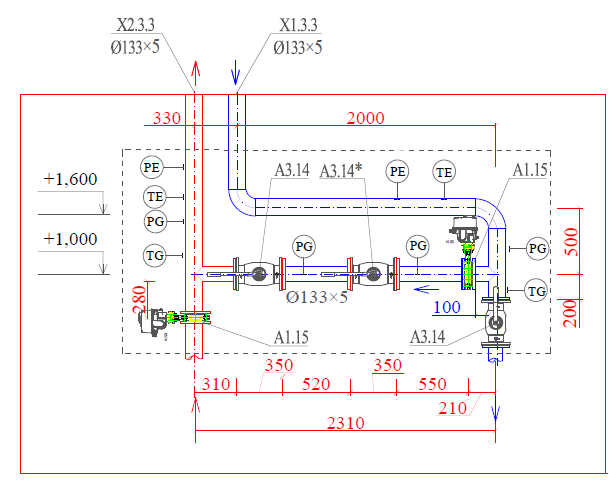 X2.3.3 X1.3.3
Ø133×5 Ø133×5
330 2000
PE A3.14 A3.14* PE TE A1.15
+1,600
TE
PG
+1,000 PG PG PG 500
TG
280 Ø133×5 100 TG 200
A1.15 A3.14
350 350
310 520 550
210
2310